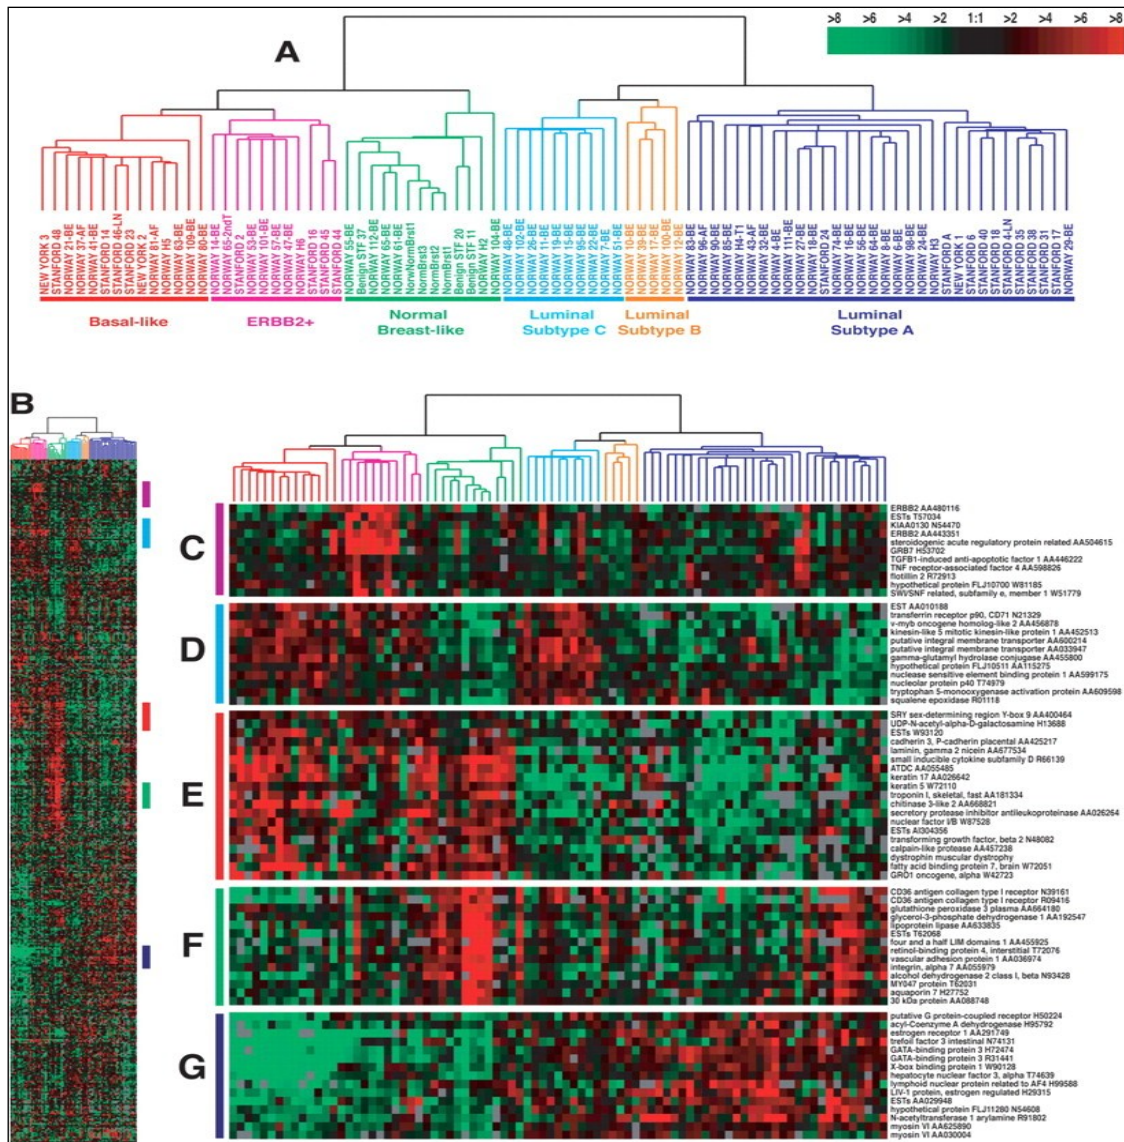 >8 >6 >4 >2 1:1 >2 >4 >6 >8
A
NEW YORK 3
STANFORD 48
NORWAY 21-BE
NORWAY 37-AF
NORWAY 41-BE
STANFORD 14
STANFORD 46-LN
STANFORD 23
NEW YORK 2
NORWAY 81-AF
H5
NORWAY 63-BE
NORWAY 109-BE
NORWAY 80-BE
NORWAY 14-BE
NORWAY 65-2ndT
STANFORD 2
NORWAY 53-BE
NORWAY 101-BE
NORWAY 57-BE
NORWAY 47-BE
NORWAY H6
STANFORD 16
STANFORD 45
STANFORD 44
NORWAY 55-BE
Benign STF 37
NORWAY 112-BE
NORWAY 65-BE
NORWAY 61-BE
NorwNormBrst1
NormBrst3
NormBrst2
NormBrst1
Benign STF 20
Benign STF 11
NORWAY H2
NORWAY 104-BE
NORWAY 48-BE
NORWAY 102-BE
NORWAY 26-BE
NORWAY 11-BE
NORWAY 19-BE
NORWAY 15-BE
NORWAY 95-BE
NORWAY 22-BE
NORWAY 7-BE
NORWAY 51-BE
NORWAY 39-BE
NORWAY 17-BE
NORWAY 100-BE
NORWAY 12-BE
NORWAY 83-BE
NORWAY 96-AF
NORWAY 85-BE
NORWAY H4-T1
NORWAY 43-AF
NORWAY 32-BE
NORWAY 4-BE
NORWAY 111-BE
NORWAY 27-BE
NORWAY 18-BE
STANFORD 24
NORWAY 74-BE
NORWAY 16-BE
NORWAY 56-BE
NORWAY 64-BE
NORWAY 8-BE
NORWAY 6-BE
NORWAY 98-BE
NORWAY 24-BE
NORWAY H3
STANFORD A
NEW YORK 1
STANFORD 6
STANFORD 40
STANFORD 18
STANFORD 4-LN
STANFORD 35
STANFORD 38
STANFORD 31
STANFORD 17
NORWAY 29-BE
Basal-like
ERBB2+
Normal
Breast-like
Luminal
Subtype C
Luminal
Subtype B
Luminal
Subtype A
B
C
ERBB2 AA480116
ESTs T57034
KIAA0130 N54470
ERBB2 AA443351
steroidogenic acute regulatory protein related AA504615
GRB7 H53702
TGFB1-induced anti-apoptotic factor 1 AA446222
TNF receptor-associated factor 4 AA598826
flotillin 2 R72913
hypothetical protein FLJ10700 W81185
SWI/SNF related, subfamily e, member 1 W51779
D
EST AA010188
transferrin receptor p90, CD71 N21329
v-myb oncogene homolog-like 2 AA456878
kinesin-like 5 mitotic kinesin-like protein 1 AA452513
putative integral membrane transporter AA600214
putative integral membrane transporter AA033947
gamma-glutamyl hydrolase conjugase AA455800
hypothetical protein FLJ10511 AA115275
nuclease sensitive element binding protein 1 AA599175
nucleolar protein p40 T74979
tryptophan 5-monooxygenase activation protein AA609598
squalene epoxidase R01118
E
SRY sex-determining region Y-box 9 AA400464
UDP-N-acetyl-alpha-D-galactosamine H13688
ESTs W93120
cadherin 3, P-cadherin placental AA425217
laminin, gamma 2 nicein AA677534
small inducible cytokine subfamily D R66139
ATDC AA055485
keratin 17 AA026642
keratin 5 W72110
troponin I, skeletal, fast AA181334
chitinase 3-like 2 AA668821
secretory protease inhibitor antileukoproteinase AA026264
nuclear factor I/B W87528
ESTs AI304356
transforming growth factor, beta 2 N48082
calpain-like protease AA457238
dystrophin muscular dystrophy
fatty acid binding protein 7, brain W72051
GRO1 oncogene, alpha W42723
F
CD36 antigen collagen type I receptor N39161
CD36 antigen collagen type I receptor R09416
glutathione peroxidase 3 plasma AA664180
glycerol-3-phosphate dehydrogenase 1 AA192547
lipoprotein lipase AA633835
ESTs T62068
four and a half LIM domains 1 AA455925
retinol-binding protein 4, interstitial T72076
vascular adhesion protein 1 AA036974
integrin, alpha 7 AA055979
alcohol dehydrogenase 2 class I, beta N93428
MY047 protein T62031
aquaporin 7 H27752
30 kDa protein AA088748
G
putative G protein-coupled receptor H50224
acyl-Coenzyme A dehydrogenase H95792
estrogen receptor 1 AA291749
trefoil factor 3 intestinal N74131
GATA-binding protein 3 H72474
GATA-binding protein 3 R31441
X-box binding protein 1 W90128
hepatocyte nuclear factor 3, alpha T74639
lymphoid nuclear protein related to AF4 H99588
LIV-1 protein, estrogen regulated H29315
ESTs AA029948
hypothetical protein FLJ11280 N54608
N-acetyltransferase 1 arylamine R91802
myosin VI AA625890
myosin VI AA030004